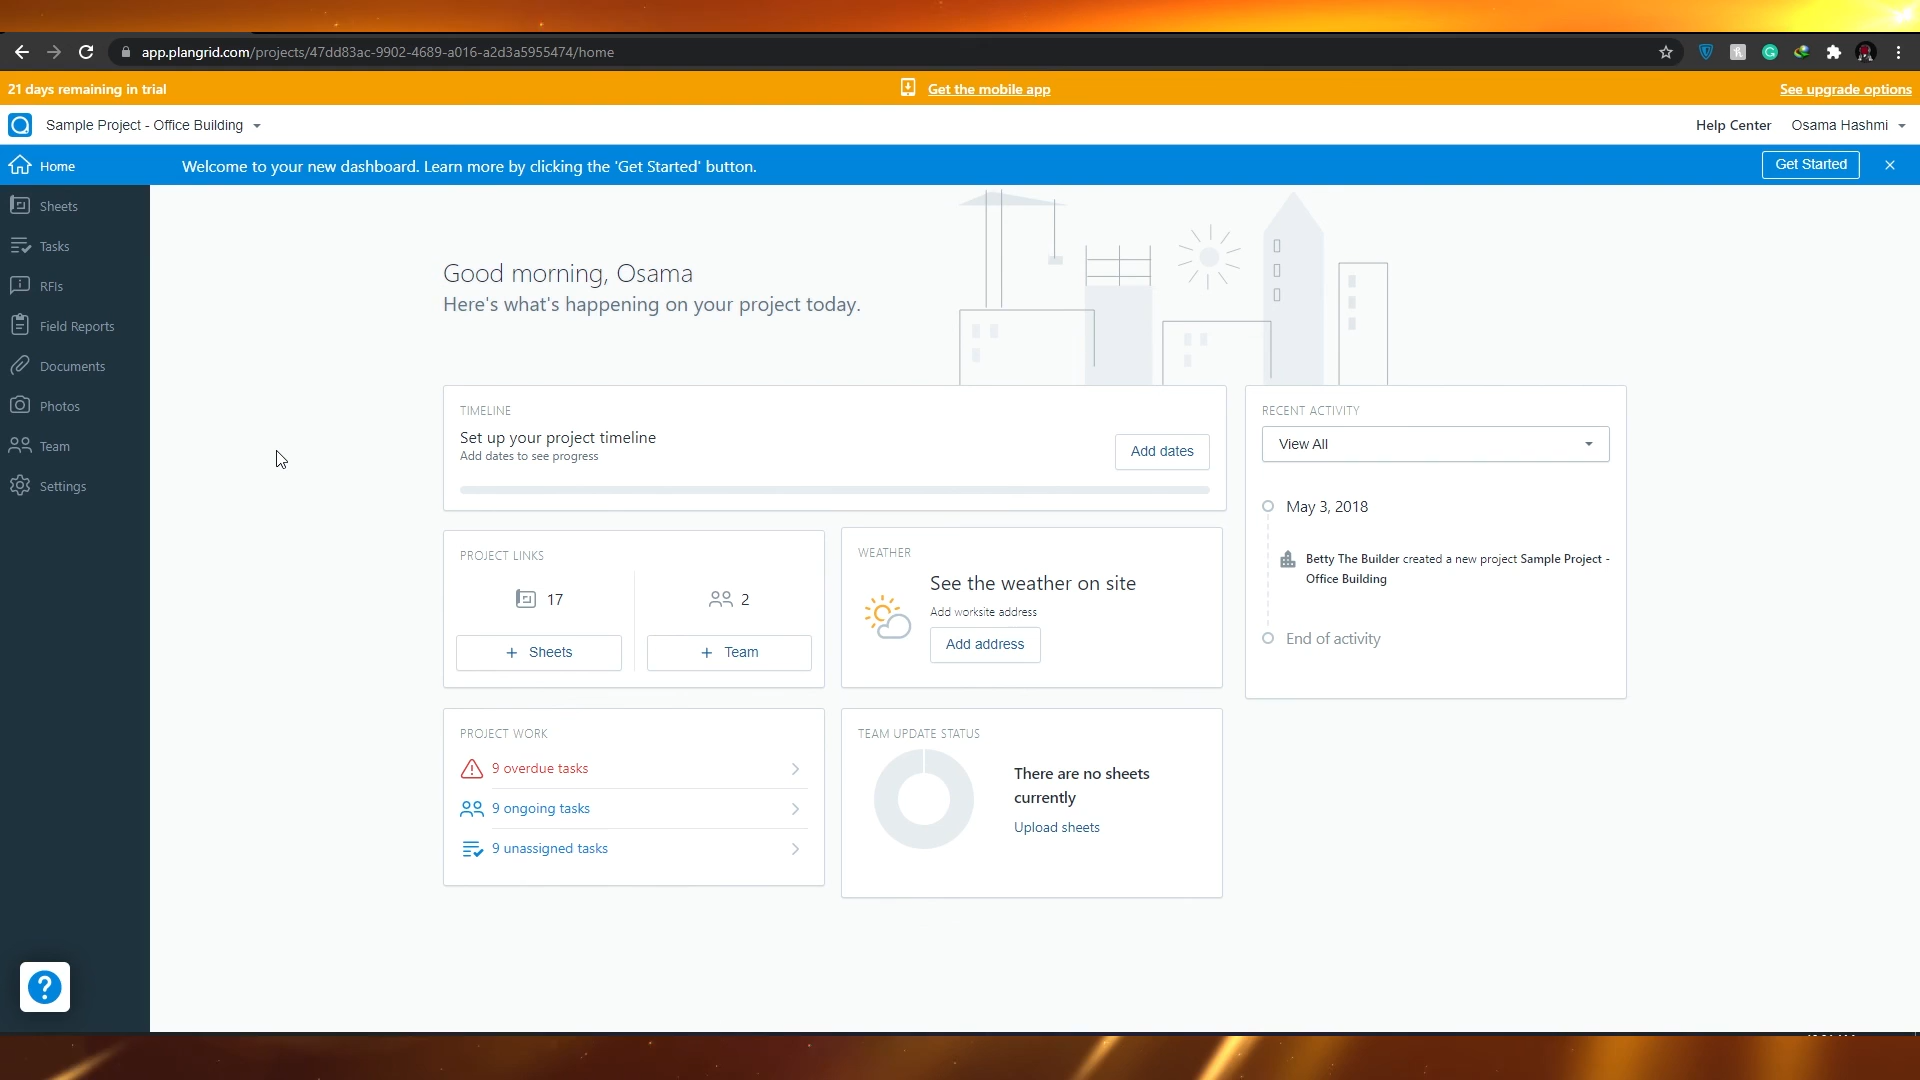 app.plangrid.com/projects/47dd83ac-9902-4689-a016-a2d3a5955474/home
21 days remaining in trial
Get the mobile app
See upgrade options
Sample Project - Office Building
Help Center
Osama Hashmi
Home
Welcome to your new dashboard. Learn more by clicking the 'Get Started' button.
Get Started
Sheets
Tasks
RFIs
Field Reports
Documents
Photos
Team
Settings
Good morning, Osama
Here's what's happening on your project today.
TIMELINE
Set up your project timeline
Add dates to see progress
Add dates
PROJECT LINKS
17
2
+ Sheets
+ Team
WEATHER
See the weather on site
Add worksite address
Add address
PROJECT WORK
9 overdue tasks
9 ongoing tasks
9 unassigned tasks
TEAM UPDATE STATUS
There are no sheets
currently
Upload sheets
RECENT ACTIVITY
View All
May 3, 2018
Betty The Builder created a new project Sample Project -
Office Building
End of activity